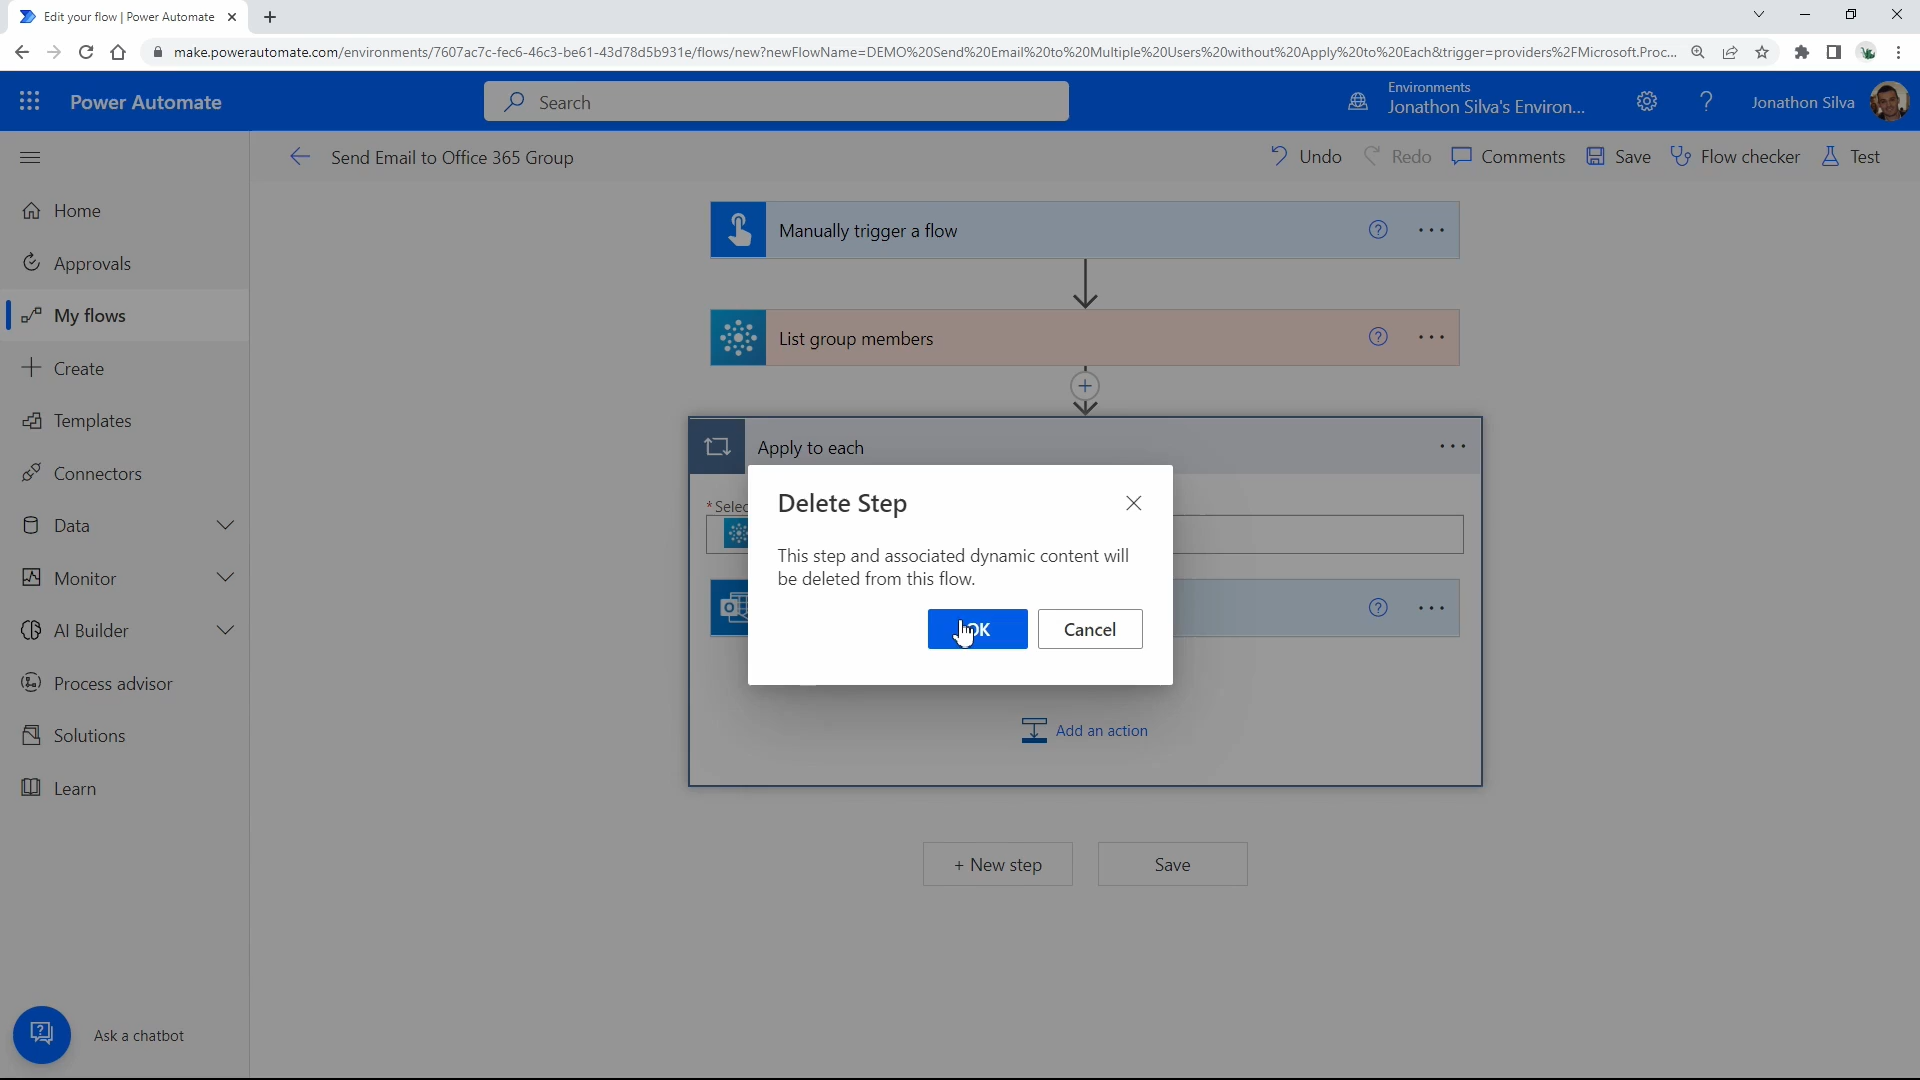 Edit your flow | Power Automate
make.powerautomate.com/environments/7607ac7c-fec6-46c3-be61-43d78d5b931e/flows/new?newFlowName=DEMO%20Send%20Email%20to%20Multiple%20Users%20without%20Apply%20to%20Each&trigger=providers%2FMicrosoft.Proc...
Power Automate
Search
Environments
Jonathon Silva's Environ...
Jonathon Silva
Send Email to Office 365 Group
Undo
Redo
Comments
Save
Flow checker
Test
Home
Approvals
My flows
Create
Templates
Connectors
Data
Monitor
AI Builder
Process advisor
Solutions
Learn
Ask a chatbot
Manually trigger a flow
List group members
Apply to each
* Selec
Delete Step
This step and associated dynamic content will
be deleted from this flow.
OK
Cancel
Add an action
+ New step
Save